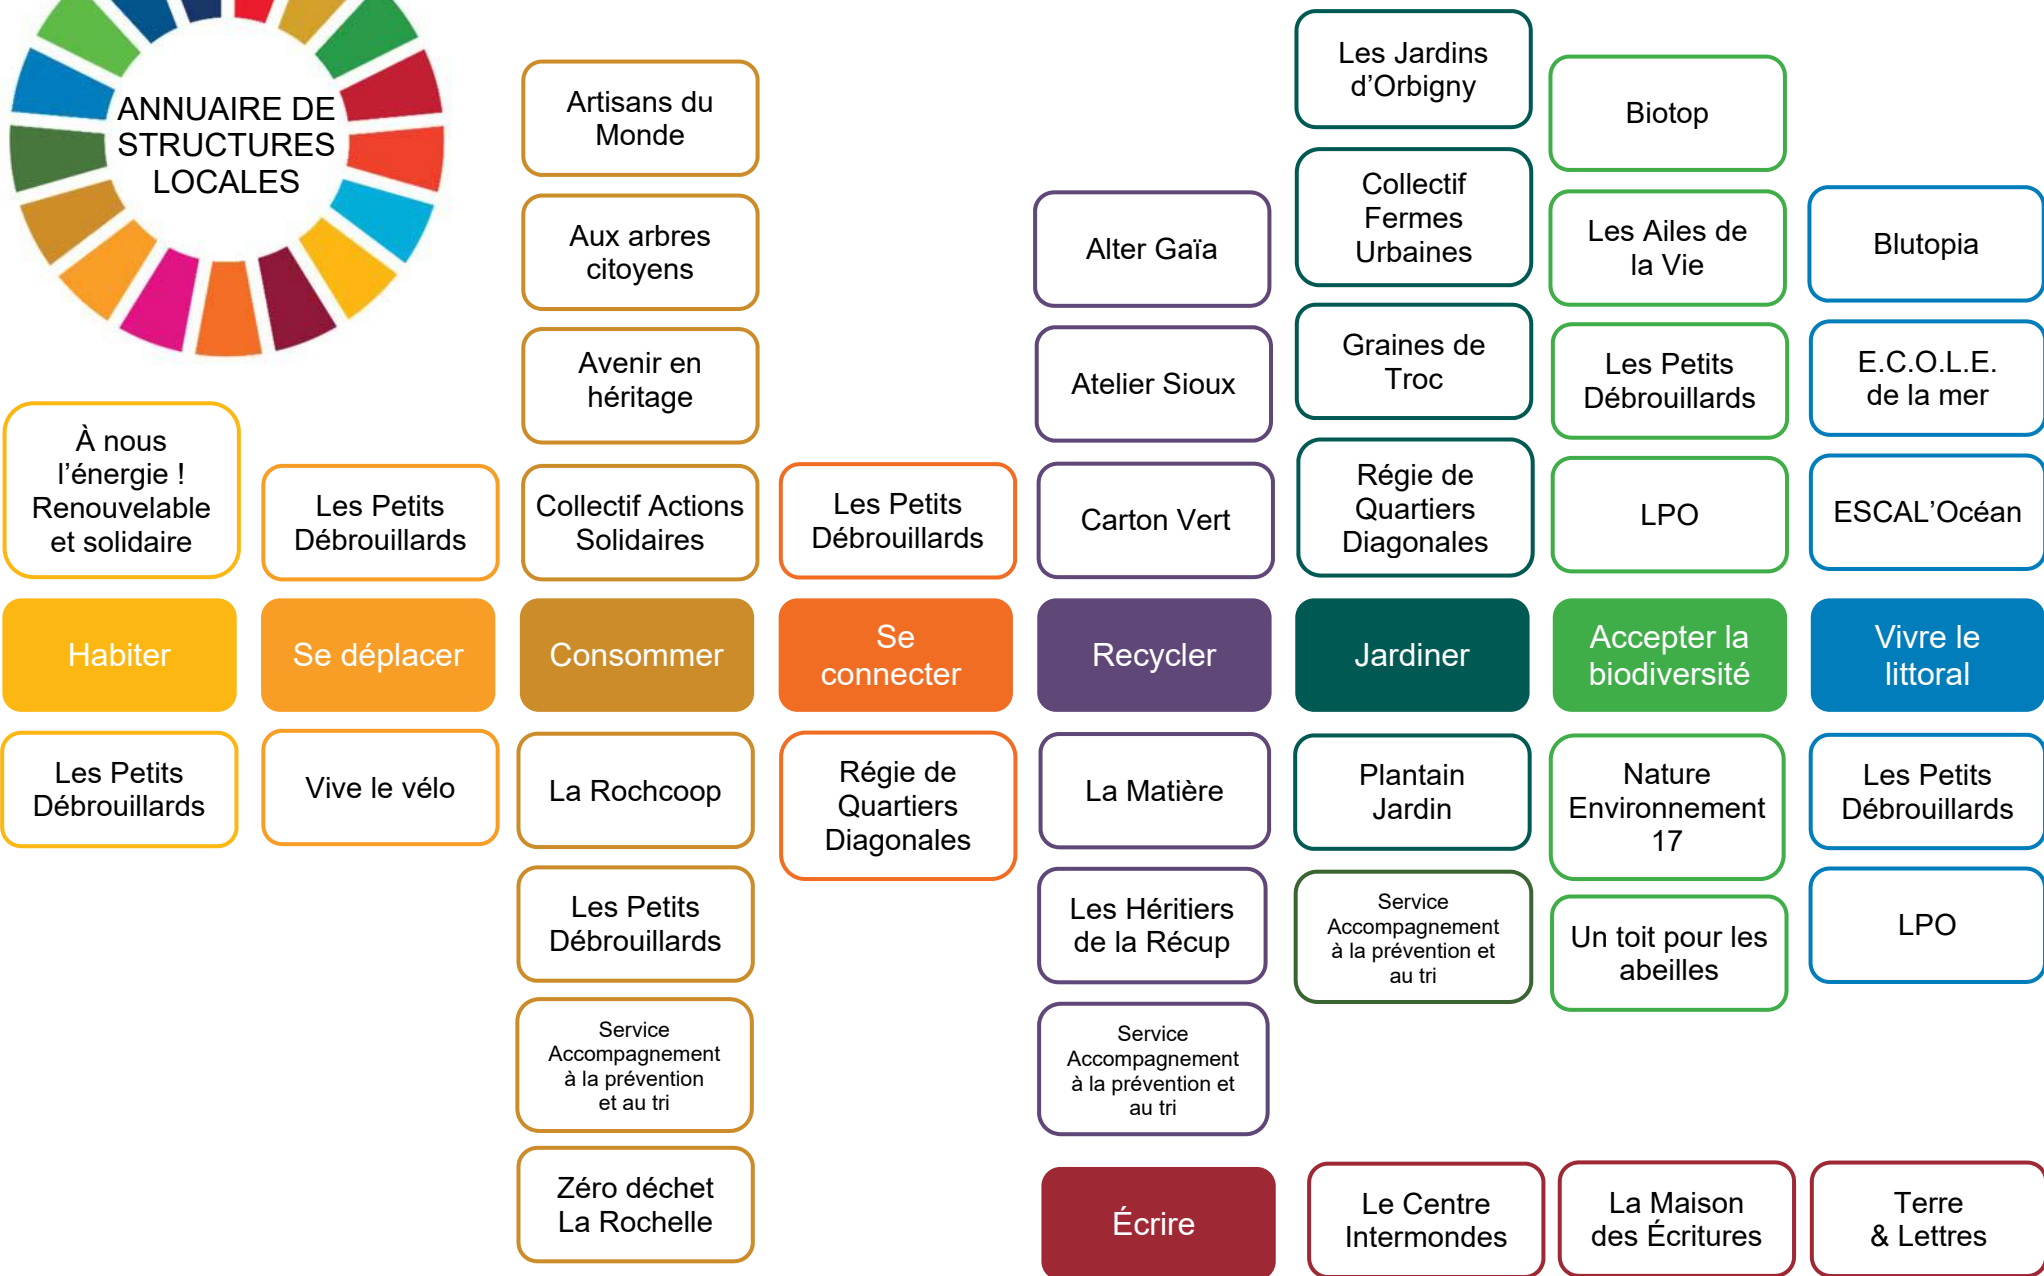 ANNUAIRE DE
STRUCTURES
LOCALES
À nous
l’énergie !
Renouvelable
et solidaire
Habiter
Les Petits
Débrouillards
Les Petits
Débrouillards
Se déplacer
Vive le vélo
Artisans du
Monde
Aux arbres
citoyens
Avenir en
héritage
Collectif Actions
Solidaires
Consommer
La Rochcoop
Les Petits
Débrouillards
Service
Accompagnement
à la prévention
et au tri
Zéro déchet
La Rochelle
Les Petits
Débrouillards
Se
connecter
Régie de
Quartiers
Diagonales
Alter Gaïa
Atelier Sioux
Carton Vert
Recycler
La Matière
Les Héritiers
de la Récup
Service
Accompagnement
à la prévention et
au tri
Les Jardins
d’Orbigny
Collectif
Fermes
Urbaines
Graines de
Troc
Régie de
Quartiers
Diagonales
Jardiner
Plantain
Jardin
Service
Accompagnement
à la prévention et
au tri
Biotop
Les Ailes de
la Vie
Les Petits
Débrouillards
LPO
Accepter la
biodiversité
Nature
Environnement
17
Un toit pour les
abeilles
Blutopia
E.C.O.L.E.
de la mer
ESCAL’Océan
Vivre le
littoral
Les Petits
Débrouillards
LPO
Écrire
Le Centre
Intermondes
La Maison
des Écritures
Terre
& Lettres